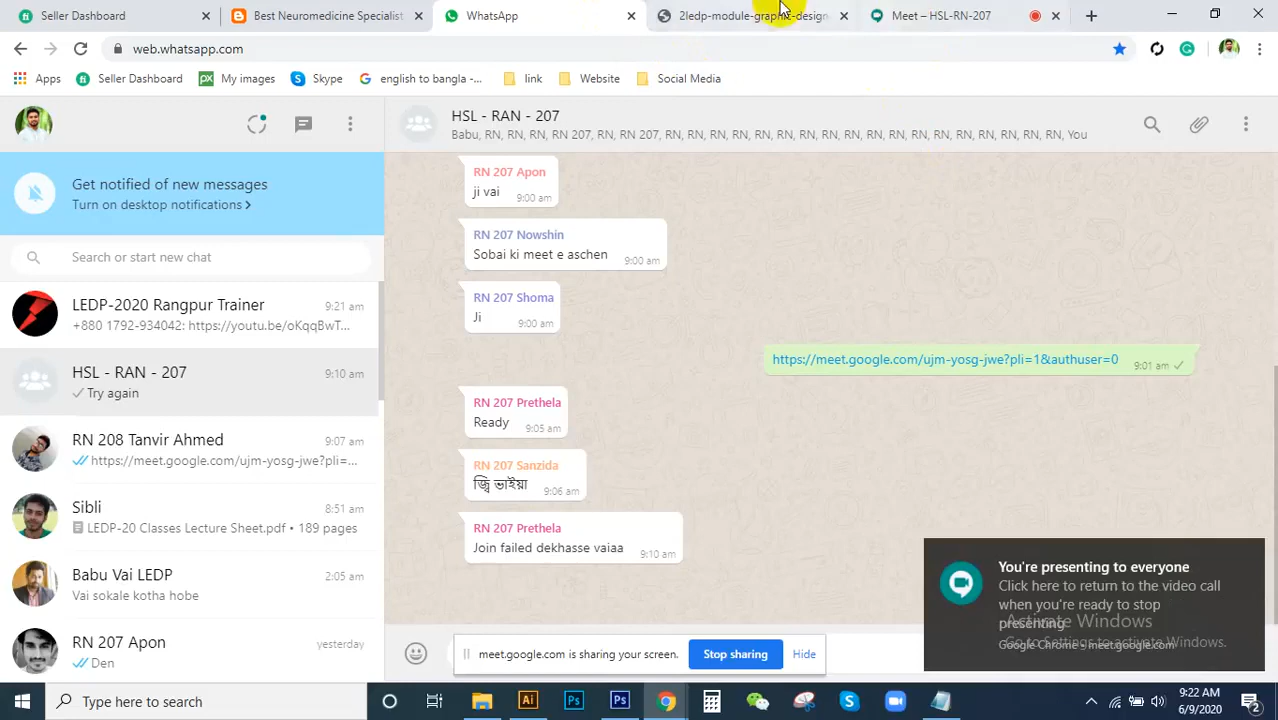 Seller Dashboard
Best Neuromedicine Specialist
WhatsApp
2ledp-module-graphic-design
Meet – HSL-RN-207
web.whatsapp.com
Apps
Seller Dashboard
My images
Skype
english to bangla -...
link
Website
Social Media
HSL - RAN - 207
Babu, RN, RN, RN, RN 207, RN, RN 207, RN, RN, RN, RN, RN, RN, RN, RN, RN, RN, RN, RN, RN, RN, RN, You
Get notified of new messages
Turn on desktop notifications >
Search or start new chat
LEDP-2020 Rangpur Trainer
9:21 am
+880 1792-934042: https://youtu.be/oKqqBwT...
HSL - RAN - 207
9:10 am
Try again
RN 208 Tanvir Ahmed
9:07 am
https://meet.google.com/ujm-yosg-jwe?pli=...
Sibli
8:51 am
LEDP-20 Classes Lecture Sheet.pdf • 189 pages
Babu Vai LEDP
2:05 am
Vai sokale kotha hobe
RN 207 Apon
yesterday
Den
RN 207 Apon
ji vai
9:00 am
RN 207 Nowshin
Sobai ki meet e aschen
9:00 am
RN 207 Shoma
Ji
9:00 am
https://meet.google.com/ujm-yosg-jwe?pli=1&authuser=0
9:01 am
RN 207 Prethela
Ready
9:05 am
RN 207 Sanzida
জ্বি ভাইয়া
9:06 am
RN 207 Prethela
Join failed dekhasse vaiaa
9:10 am
You're presenting to everyone
Click here to return to the video call
when you're ready to stop
presenting
Google Chrome • meet.google.com
Activate Windows
Go to Settings to activate Windows.
meet.google.com is sharing your screen.
Stop sharing
Hide
Type here to search
9:22 AM
6/9/2020
2